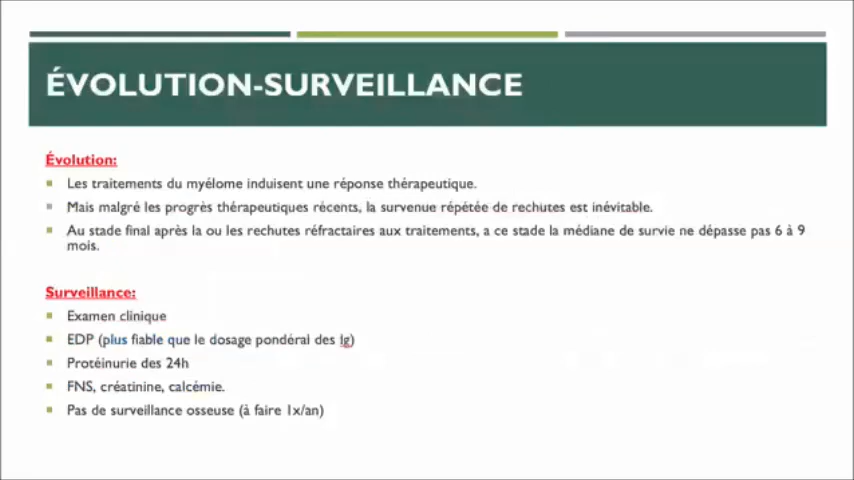 ÉVOLUTION-SURVEILLANCE
Évolution:
Les traitements du myélome induisent une réponse thérapeutique.
Mais malgré les progrès thérapeutiques récents, la survenue répétée de rechutes est inévitable.
Au stade final après la ou les rechutes réfractaires aux traitements, a ce stade la médiane de survie ne dépasse pas 6 à 9
mois.
Surveillance:
Examen clinique
EDP (plus fiable que le dosage pondéral des Ig)
Protéinurie des 24h
FNS, créatinine, calcémie.
Pas de surveillance osseuse (à faire 1x/an)